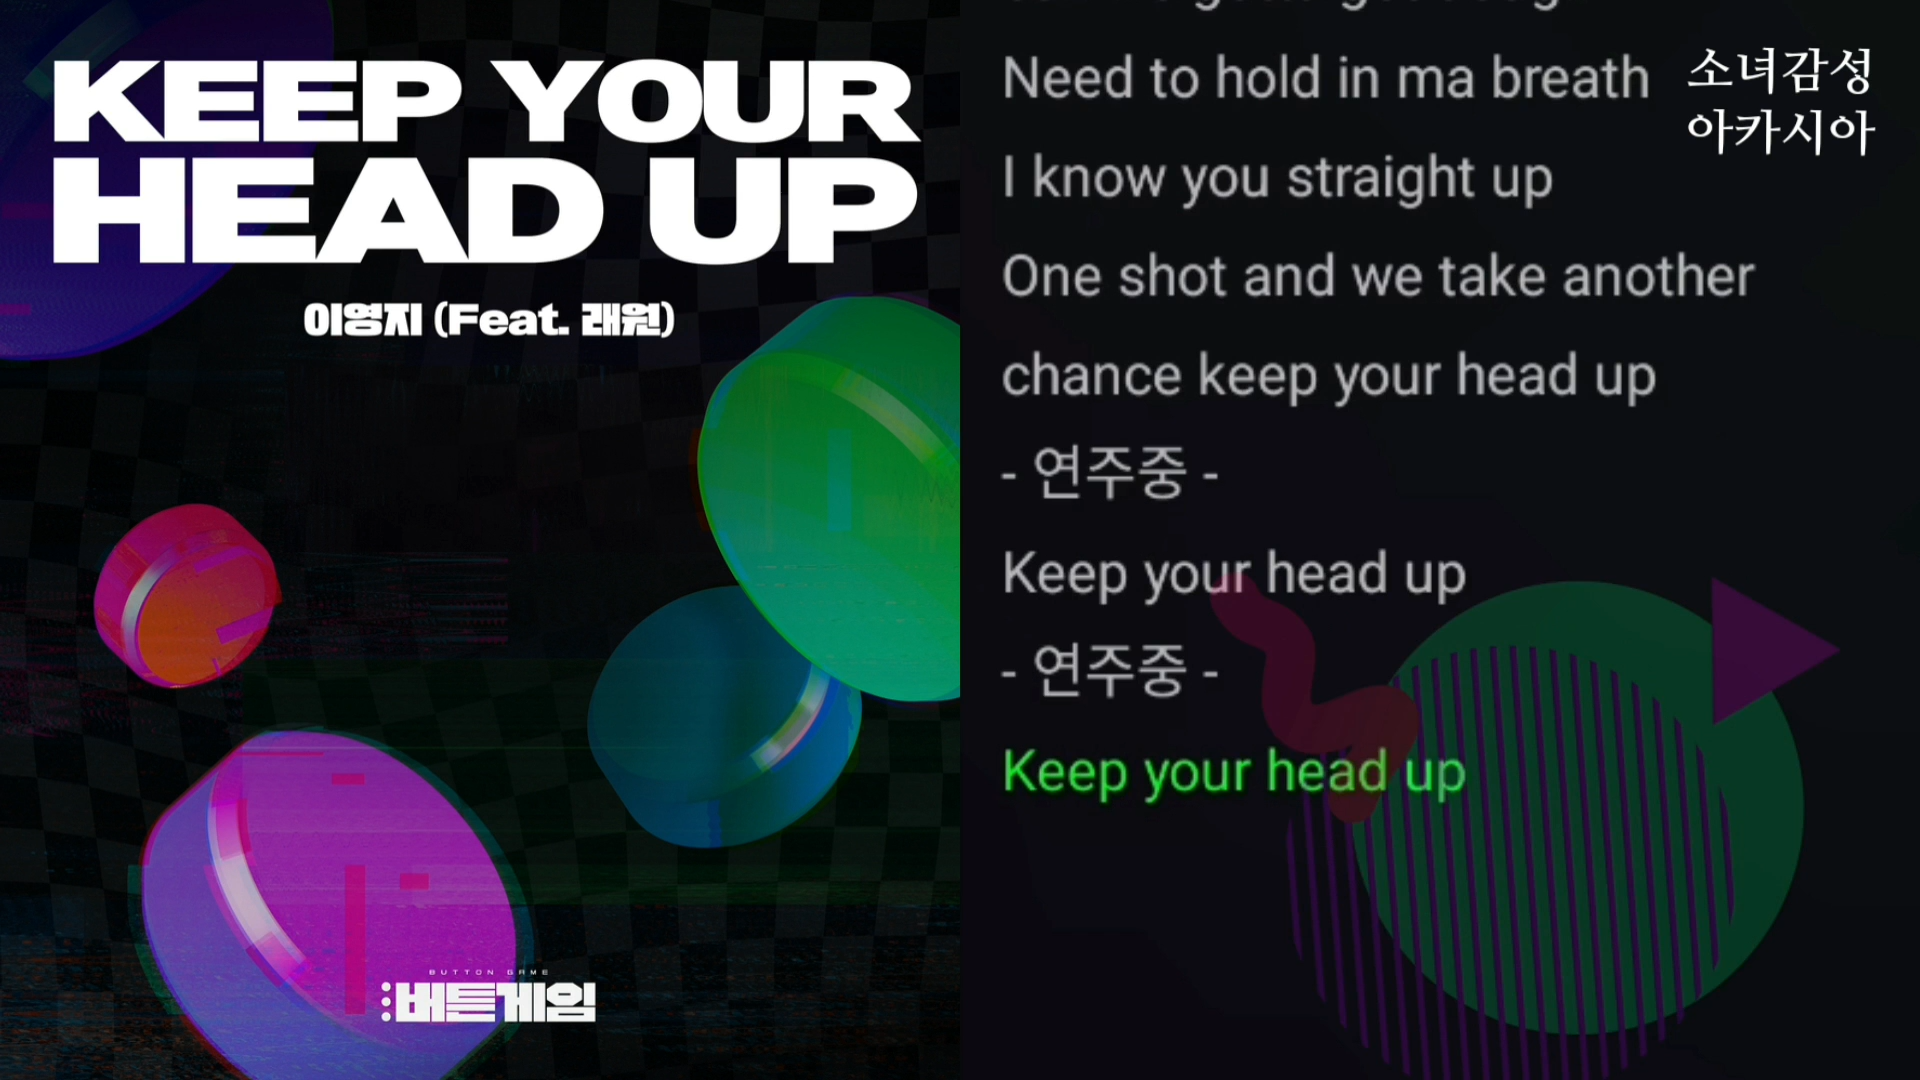 KEEP YOUR
HEAD UP
이영지 (Feat. 래원)
BUTTON GAME
:버튼게임
Need to hold in ma breath
I know you straight up
One shot and we take another
chance keep your head up
- 연주중 -
Keep your head up
- 연주중 -
Keep your head up
소녀감성
아카시아